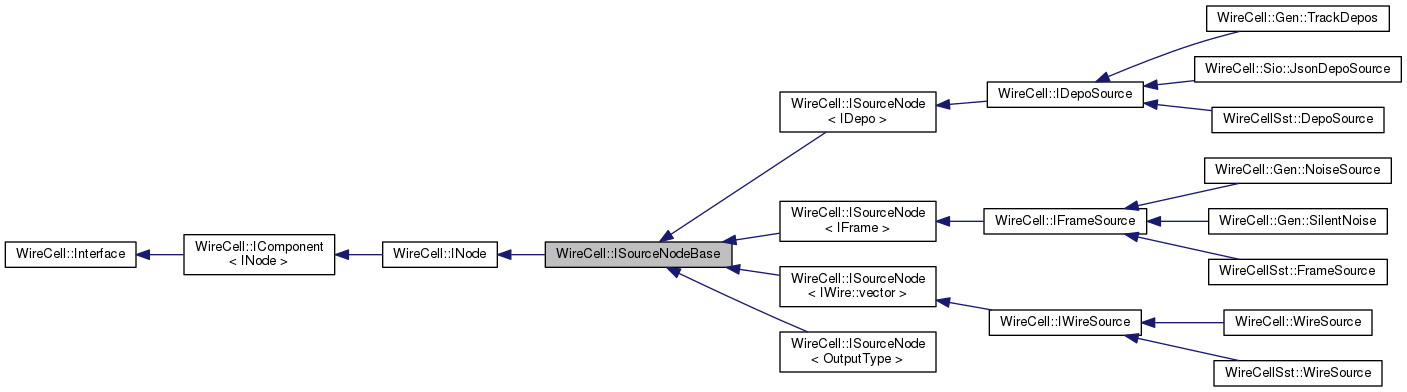 WireCell::Interface
WireCell::IComponent
< INode >
WireCell::INode
WireCell::ISourceNodeBase
WireCell::ISourceNode
< IDepo >
WireCell::ISourceNode
< IFrame >
WireCell::ISourceNode
< IWire::vector >
WireCell::ISourceNode
< OutputType >
WireCell::IDepoSource
WireCell::IFrameSource
WireCell::IWireSource
WireCell::Gen::TrackDepos
WireCell::Sio::JsonDepoSource
WireCellSst::DepoSource
WireCell::Gen::NoiseSource
WireCell::Gen::SilentNoise
WireCellSst::FrameSource
WireCell::WireSource
WireCellSst::WireSource